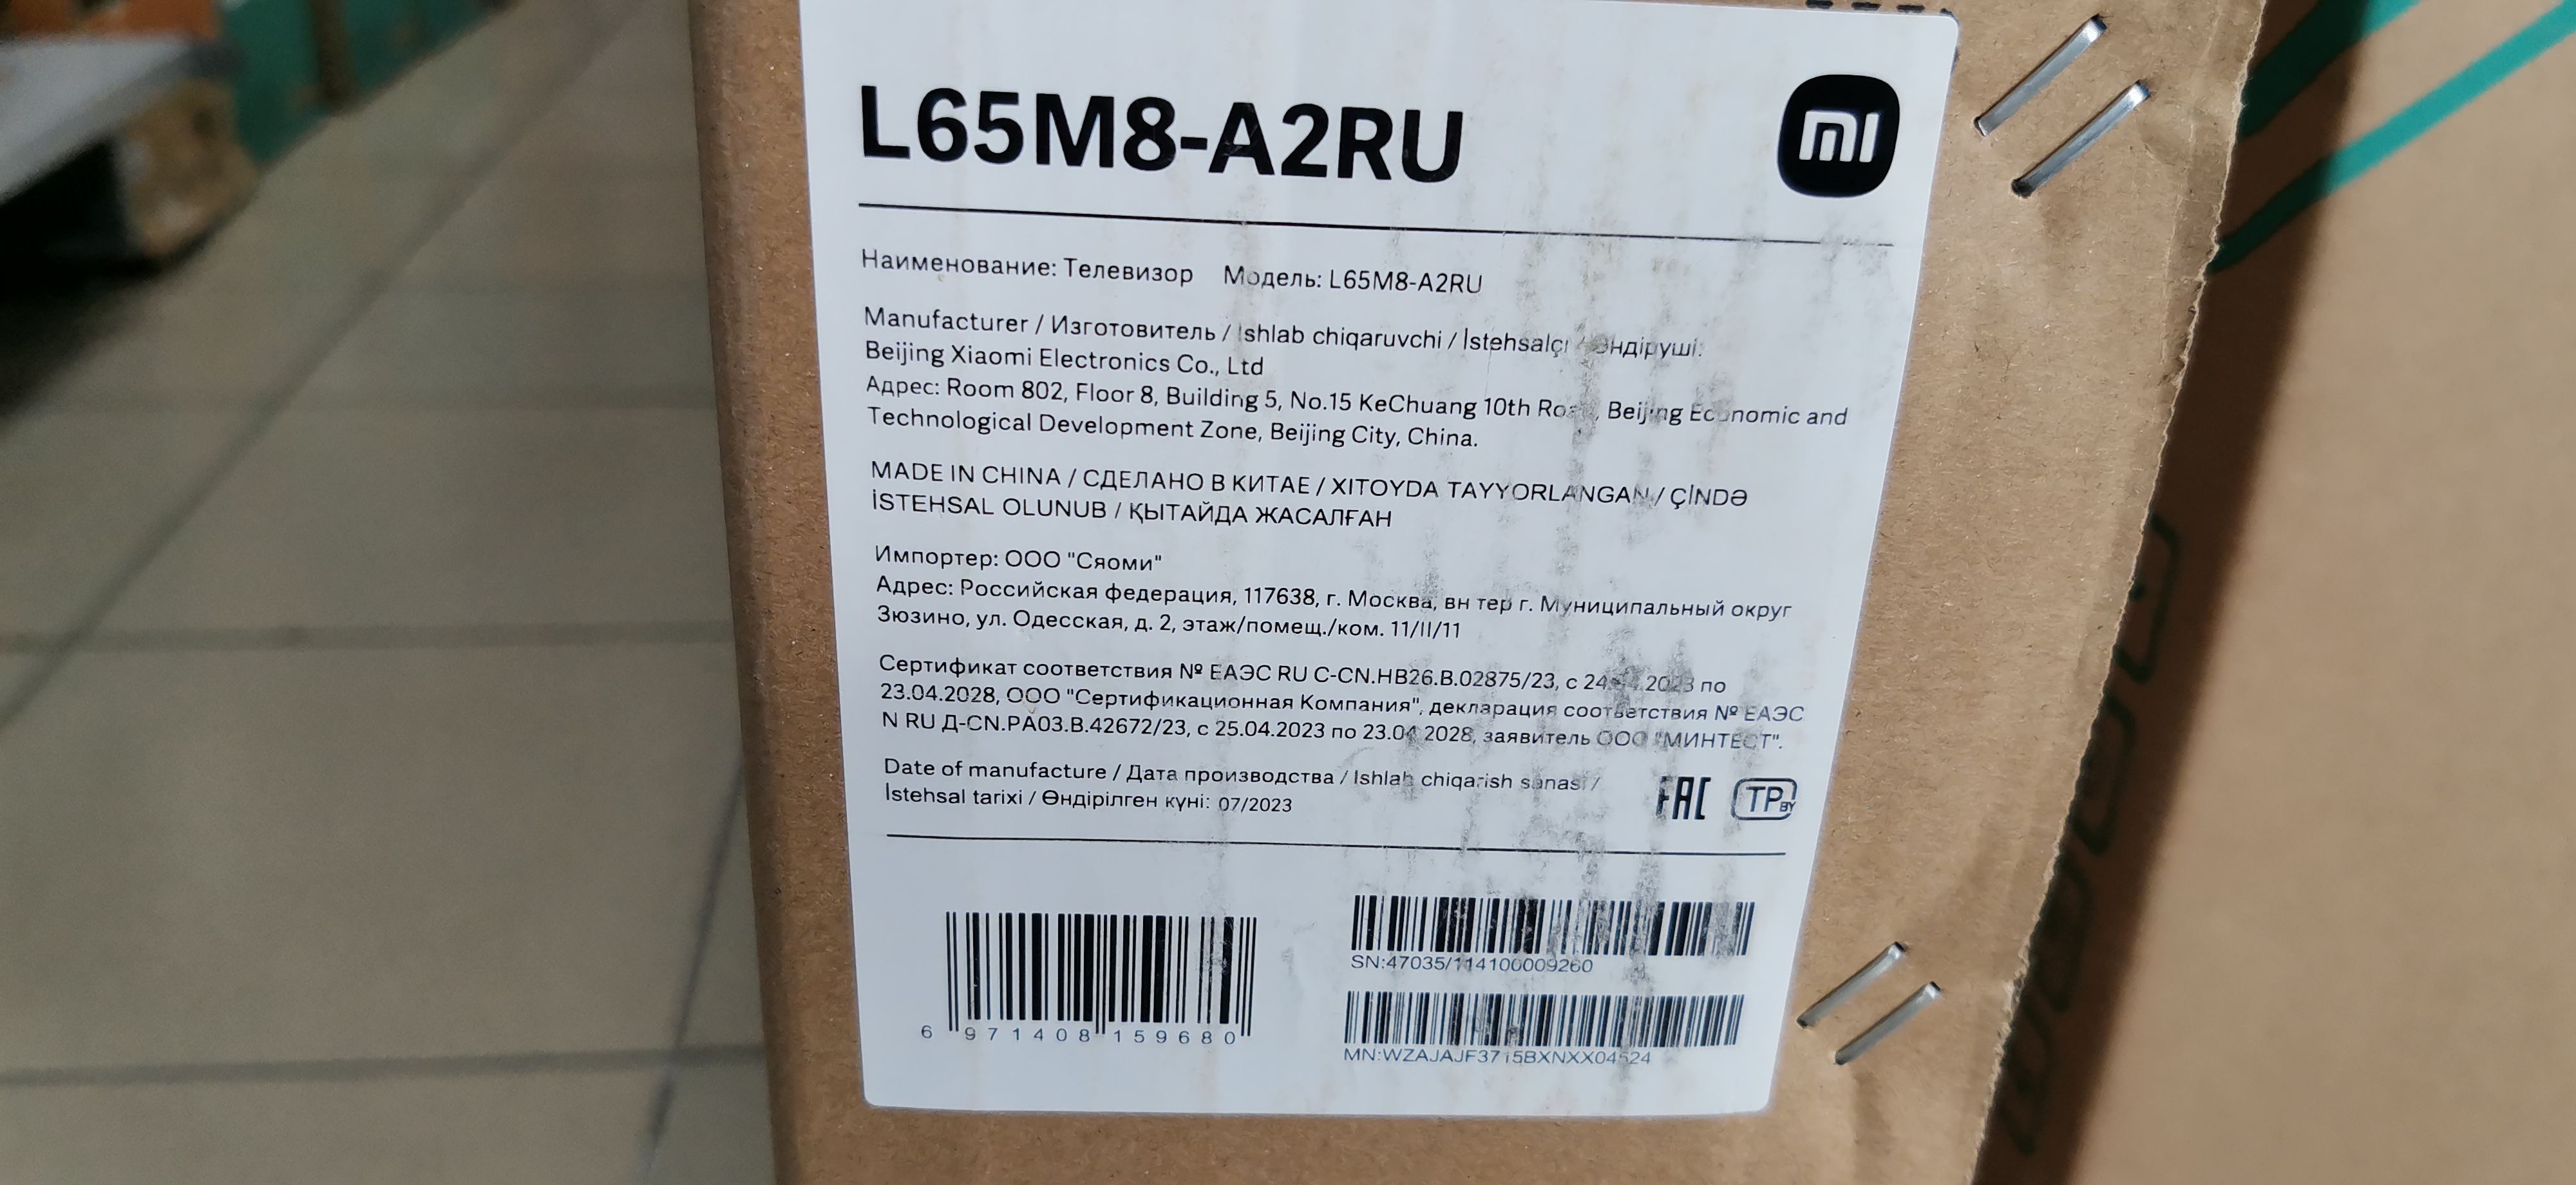 L65M8-A2RU
mi
Наименование: Телевизор Модель: L65M8-A2RU
Manufacturer / Изготовитель / Ishlab chiqaruvchi / İstehsalçı / Өндіруші:
Beijing Xiaomi Electronics Co., Ltd
Адрес: Room 802, Floor 8, Building 5, No.15 KeChuang 10th Road, Beijing Economic and
Technological Development Zone, Beijing City, China.
MADE IN CHINA / СДЕЛАНО В КИТАЕ / XITOYDA TAYYORLANGAN / ÇİNDƏ
İSTEHSAL OLUNUB / ҚЫТАЙДА ЖАСАЛҒАН
Импортер: ООО "Сяоми"
Адрес: Российская федерация, 117638, г. Москва, вн тер г. Муниципальный округ
Зюзино, ул. Одесская, д. 2, этаж/помещ./ком. 11/II/11
Сертификат соответствия № ЕАЭС RU C-CN.HB26.B.02875/23, с по
23.04.2028, ООО "Сертификационная Компания", декларация соответствия № ЕАЭС
N RU Д-CN.PA03.B.42672/23, с 25.04.2023 по 23.04.2028, заявитель ООО "МИНТЕСТ".
Date of manufacture / Дата производства / Ishlab chiqarish sanasi /
İstehsal tarixi / Өндірілген күні: 07/2023
EAC TP BY
6 971408 159680
SN:47035/114100009260